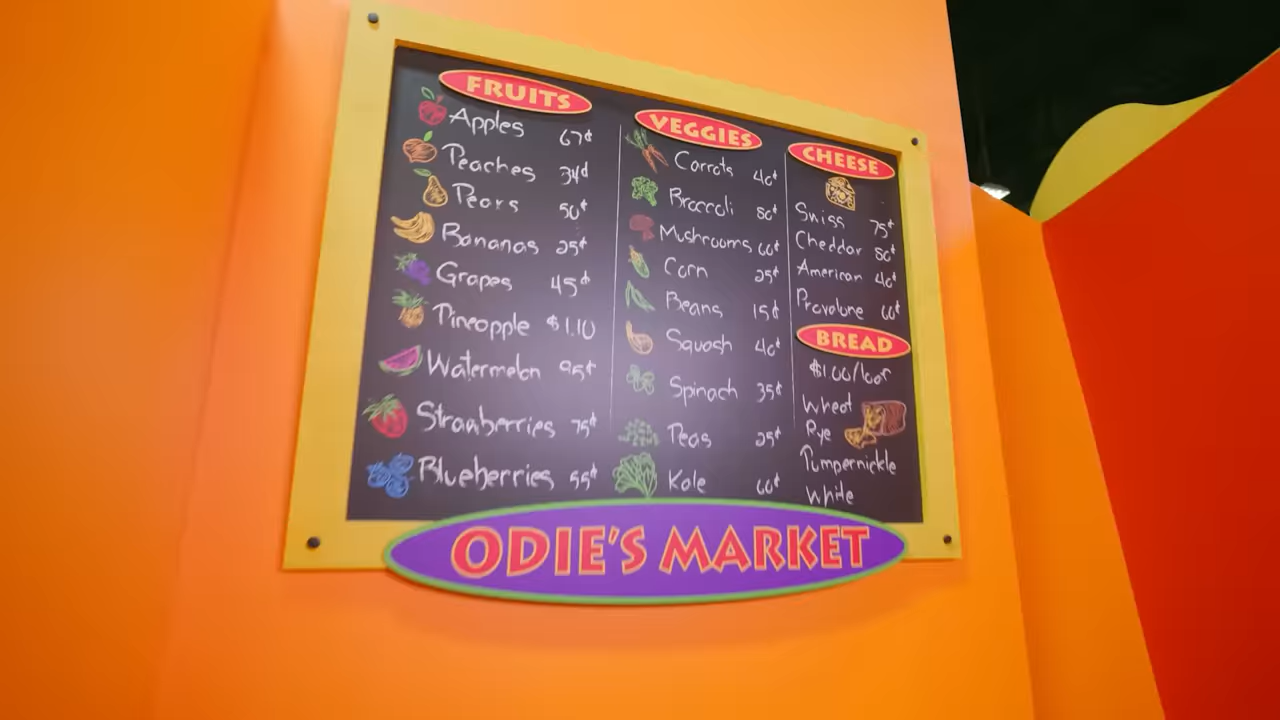 FRUITS
Apples 67¢
Peaches 34¢
Pears 50¢
Bananas 25¢
Grapes 45¢
Pineapple $1.10
Watermelon 95¢
Strawberries 75¢
Blueberries 55¢
VEGGIES
Carrots 40¢
Broccoli 50¢
Mushrooms 60¢
Corn 25¢
Beans 15¢
Squash 40¢
Spinach 35¢
Peas 25¢
Kale 60¢
CHEESE
Swiss 75¢
Cheddar 50¢
American 40¢
Provolone 60¢
BREAD
$1.00/loaf
Wheat
Rye
Pumpernickle
White
ODIE'S MARKET